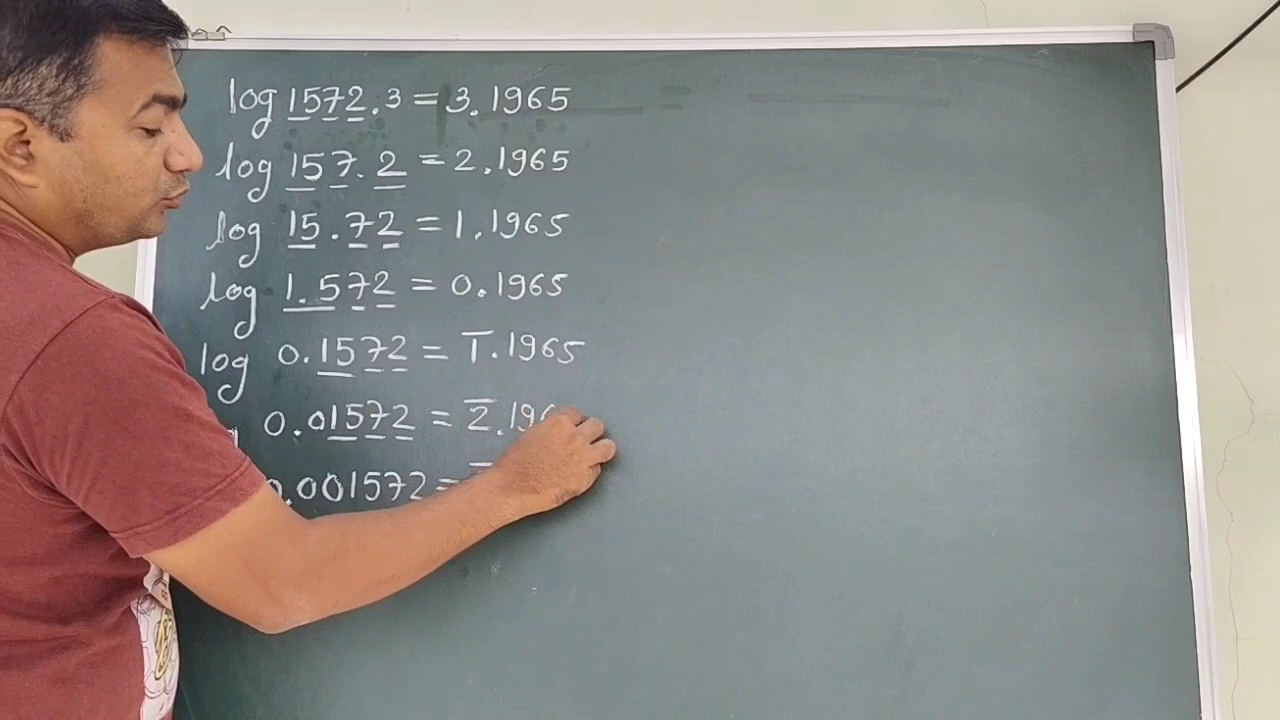 log 1572.3 = 3.1965
log 157.2 = 2.1965
log 15.72 = 1.1965
log 1.572 = 0.1965
log 0.1572 = 1̅.1965
0.01572 = 2̅.196
0.001572 =